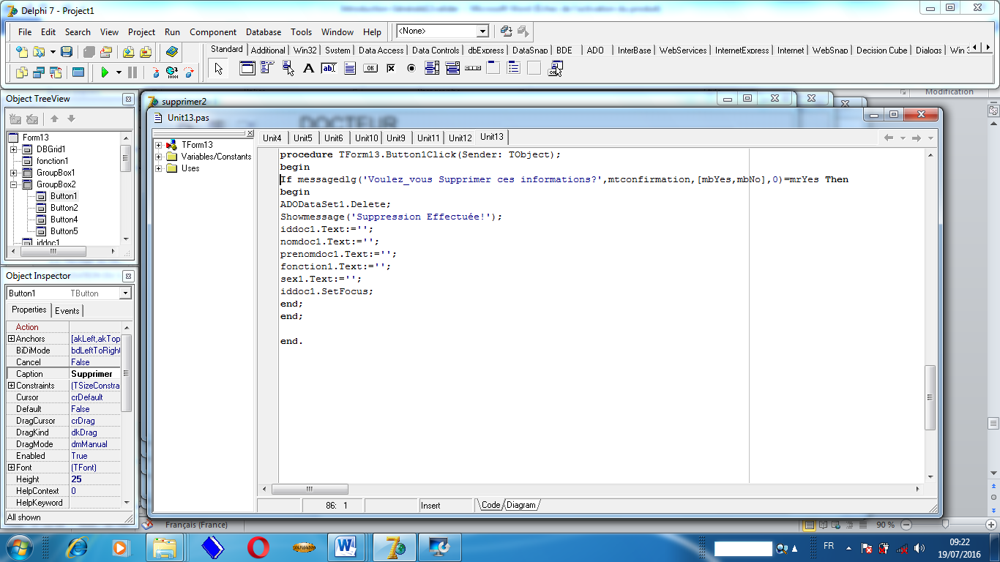 Delphi 7 - Project1
File Edit Search View Project Run Component Database Tools Window Help <None>
Standard Additional Win32 System Data Access Data Controls dbExpress DataSnap BDE ADO InterBase WebServices InternetExpress Internet WebSnap Decision Cube Dialogs Win 3
Modification
Object TreeView
Form13
DBGrid1
fonction1
GroupBox1
GroupBox2
Button1
Button2
Button4
Button5
iddoc1
Object Inspector
Button1 TButton
Properties Events
Action
Anchors [akLeft,akTop
BiDiMode bdLeftToRight
Cancel False
Caption Supprimer
Constraints (TSizeConstra
Cursor crDefault
Default False
DragCursor crDrag
DragKind dkDrag
DragMode dmManual
Enabled True
Font (TFont)
Height 25
HelpContext 0
HelpKeyword
All shown
supprimer2
DOCTEUR
Unit13.pas
TForm13
Variables/Constants
Uses
Unit4 Unit5 Unit6 Unit10 Unit9 Unit11 Unit12 Unit13
procedure TForm13.Button1Click(Sender: TObject);
begin
If messagedlg('Voulez_vous Supprimer ces informations?',mtconfirmation,[mbYes,mbNo],0)=mrYes Then
begin
ADODataSet1.Delete;
Showmessage('Suppression Effectuée!');
iddoc1.Text:='';
nomdoc1.Text:='';
prenomdoc1.Text:='';
fonction1.Text:='';
sex1.Text:='';
iddoc1.SetFocus;
end;
end;
end.
86: 1 Insert Code Diagram
Français (France) 90 %
FR 09:22
19/07/2016